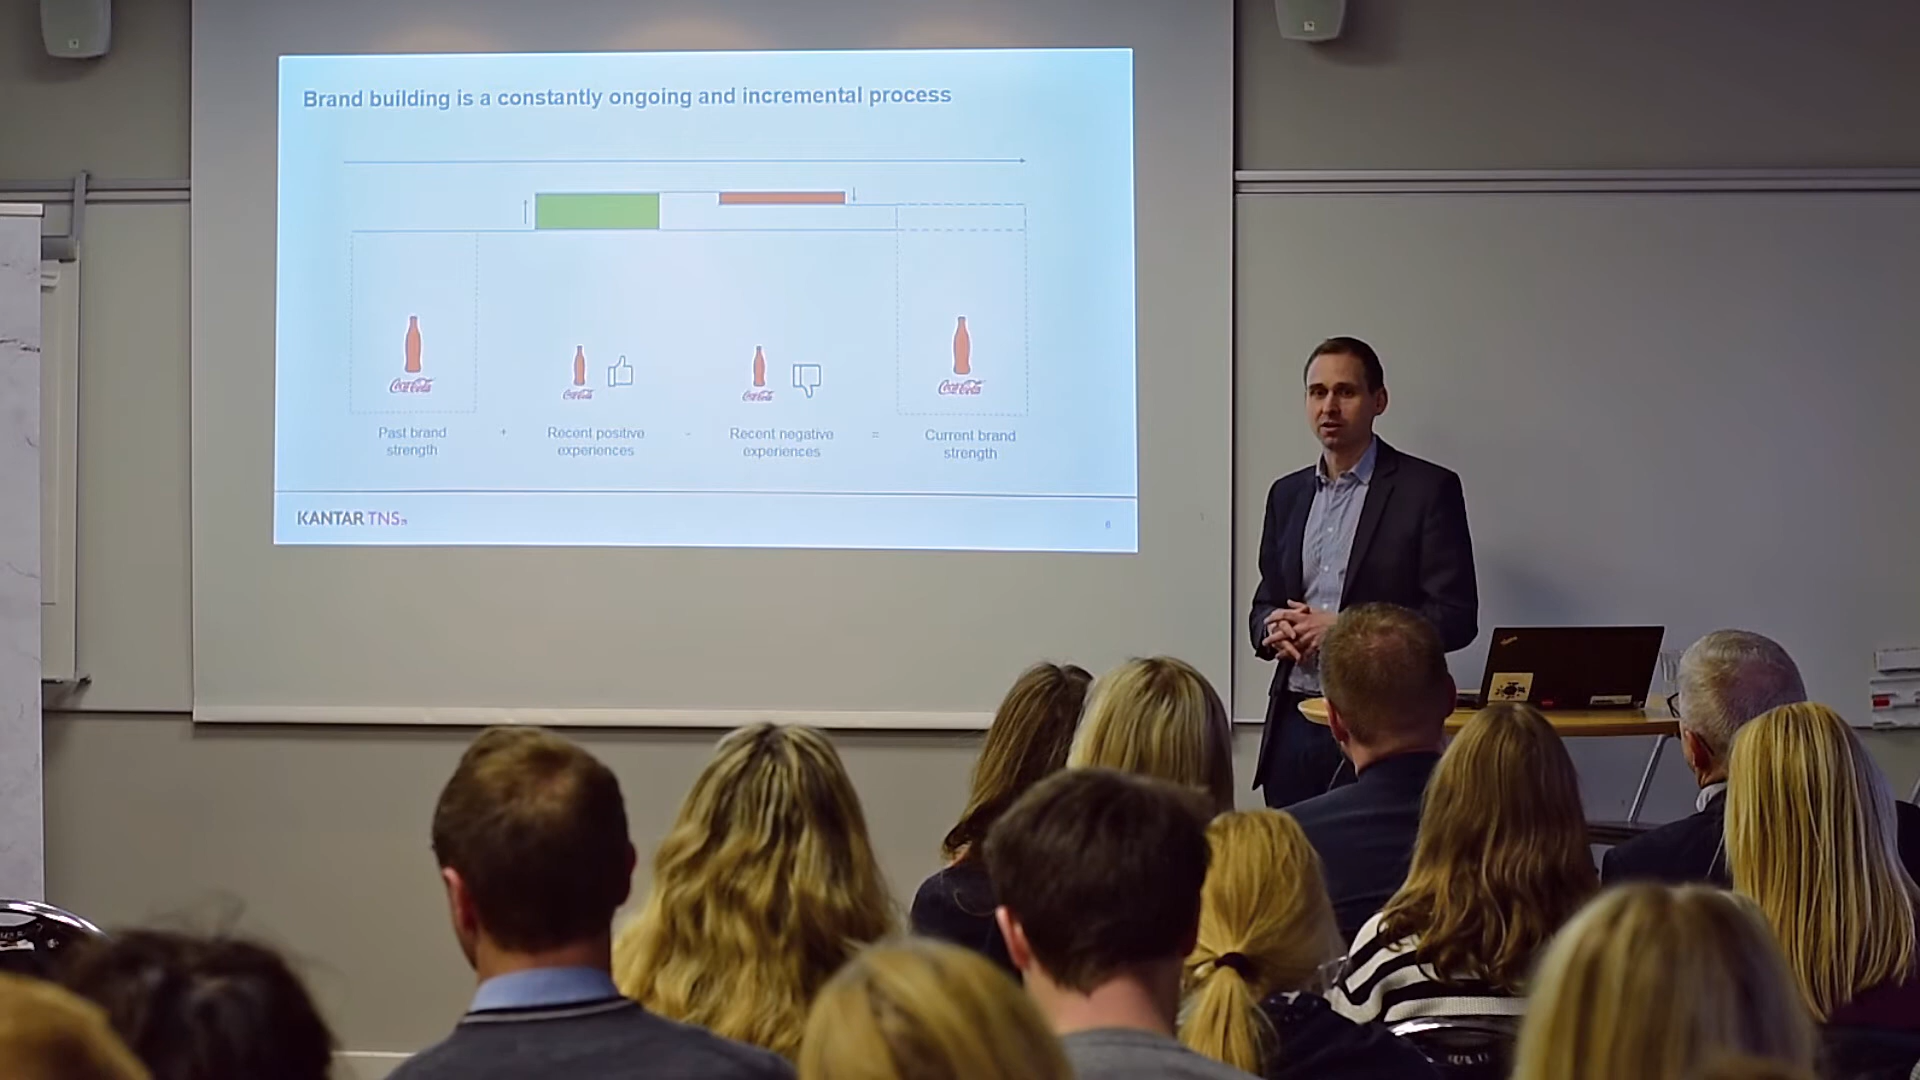 Brand building is a constantly ongoing and incremental process
Coca-Cola
Coca-Cola
Coca-Cola
Coca-Cola
Past brand
strength
+
Recent positive
experiences
-
Recent negative
experiences
=
Current brand
strength
KANTAR TNS
6